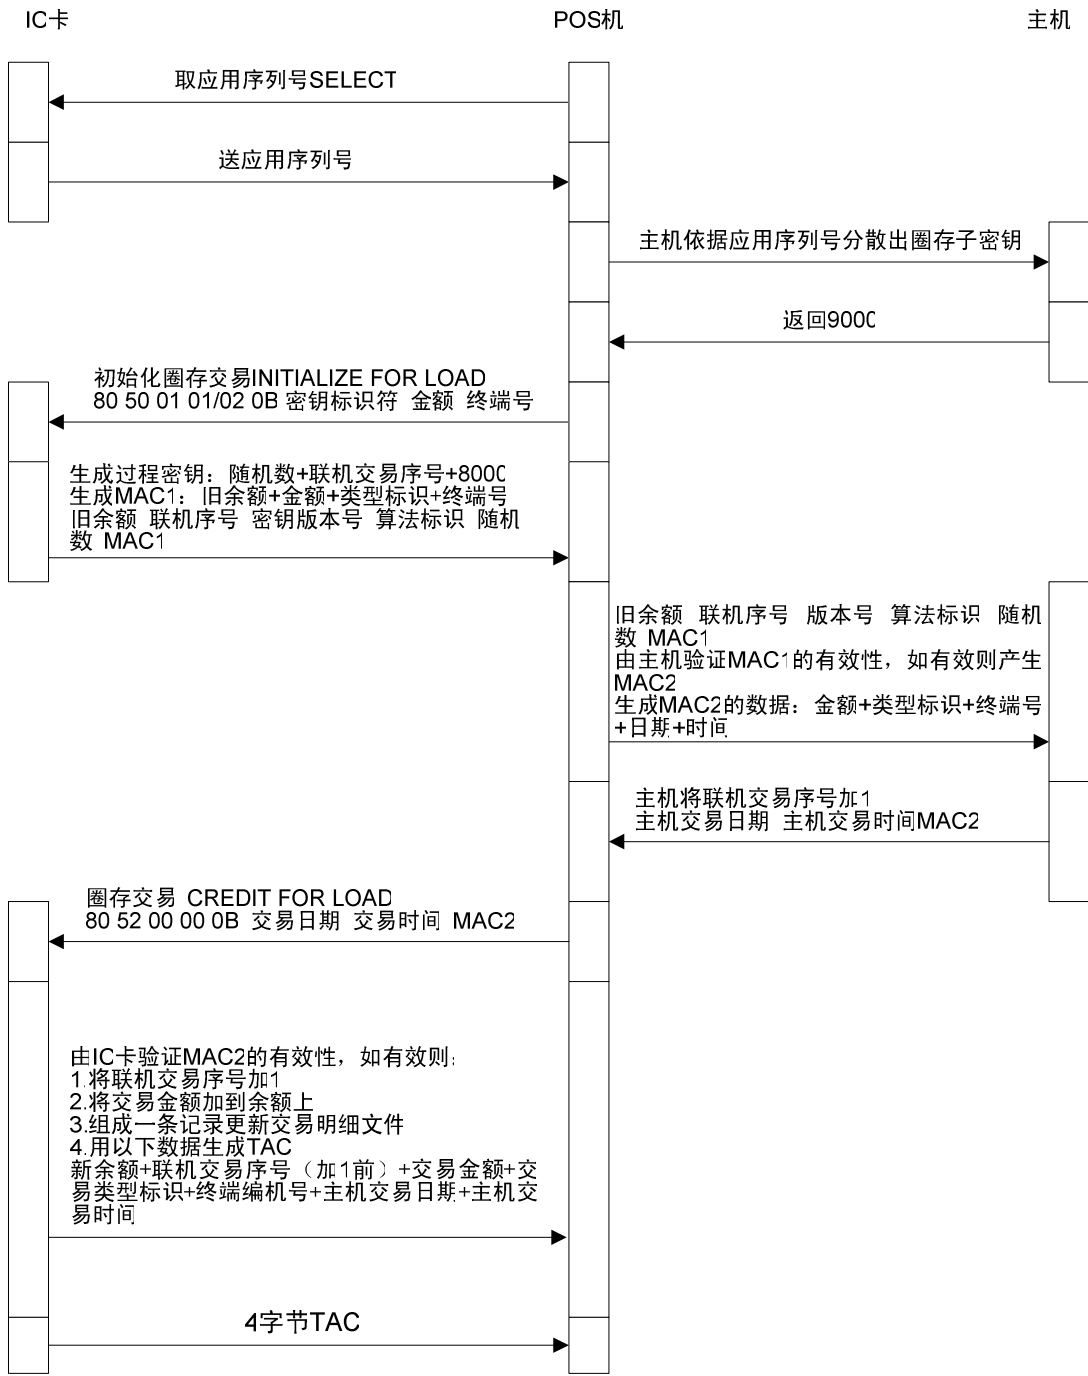 IC卡
POS机
主机
取应用序列号SELECT
送应用序列号
主机依据应用序列号分散出圈存子密钥
返回9000
初始化圈存交易INITIALIZE FOR LOAD
80 50 01 01/02 0B 密钥标识符 金额 终端号
生成过程密钥：随机数+联机交易序号+8000
生成MAC1：旧余额+金额+类型标识+终端号
旧余额 联机序号 密钥版本号 算法标识 随机
数 MAC1
旧余额 联机序号 版本号 算法标识 随机
数 MAC1
由主机验证MAC1的有效性，如有效则产生
MAC2
生成MAC2的数据：金额+类型标识+终端号
+日期+时间
主机将联机交易序号加1
主机交易日期 主机交易时间MAC2
圈存交易 CREDIT FOR LOAD
80 52 00 00 0B 交易日期 交易时间 MAC2
由IC卡验证MAC2的有效性，如有效则：
1.将联机交易序号加1
2.将交易金额加到余额上
3.组成一条记录更新交易明细文件
4.用以下数据生成TAC
新余额+联机交易序号（加1前）+交易金额+交
易类型标识+终端编机号+主机交易日期+主机交
易时间
4字节TAC